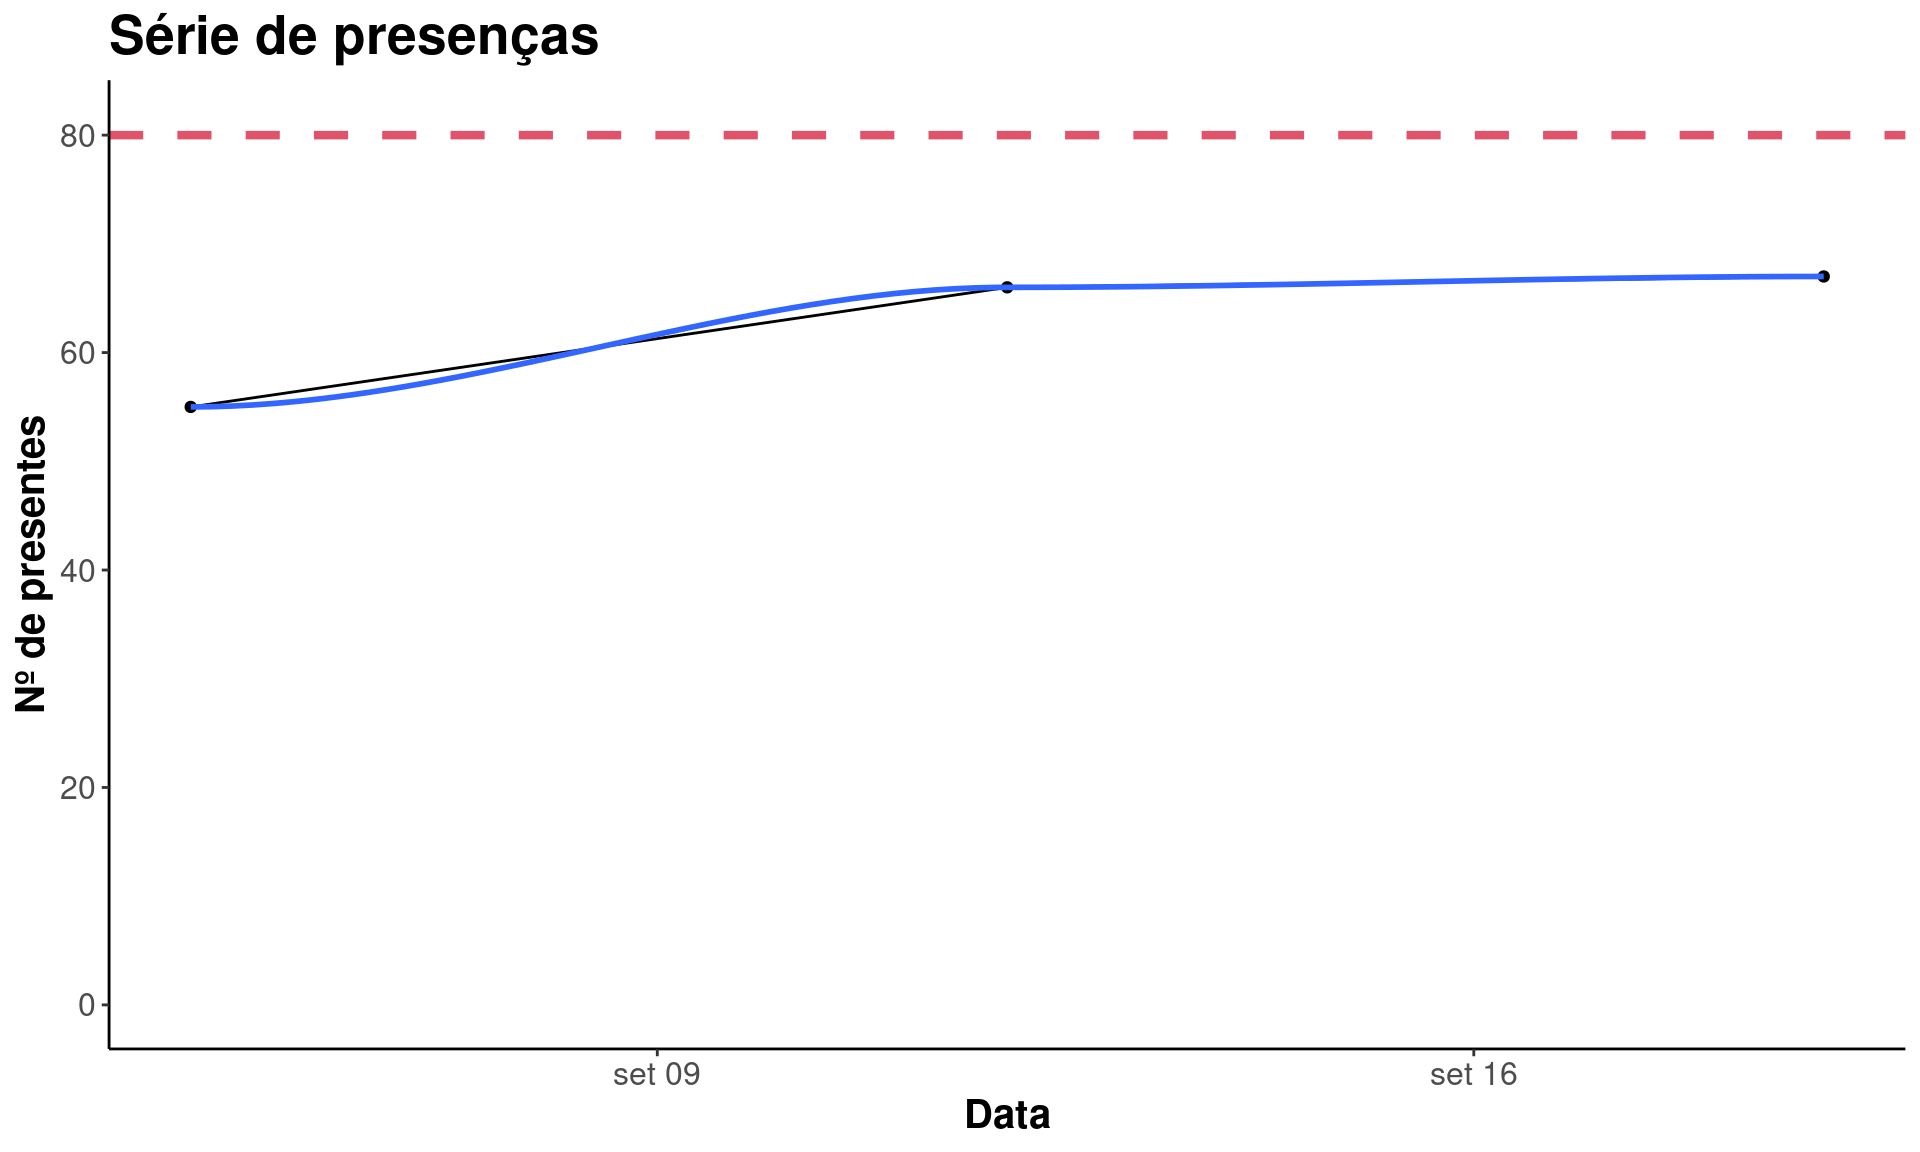 Série de presenças
Nº de presentes
80
60
40
20
0
set 09
set 16
Data